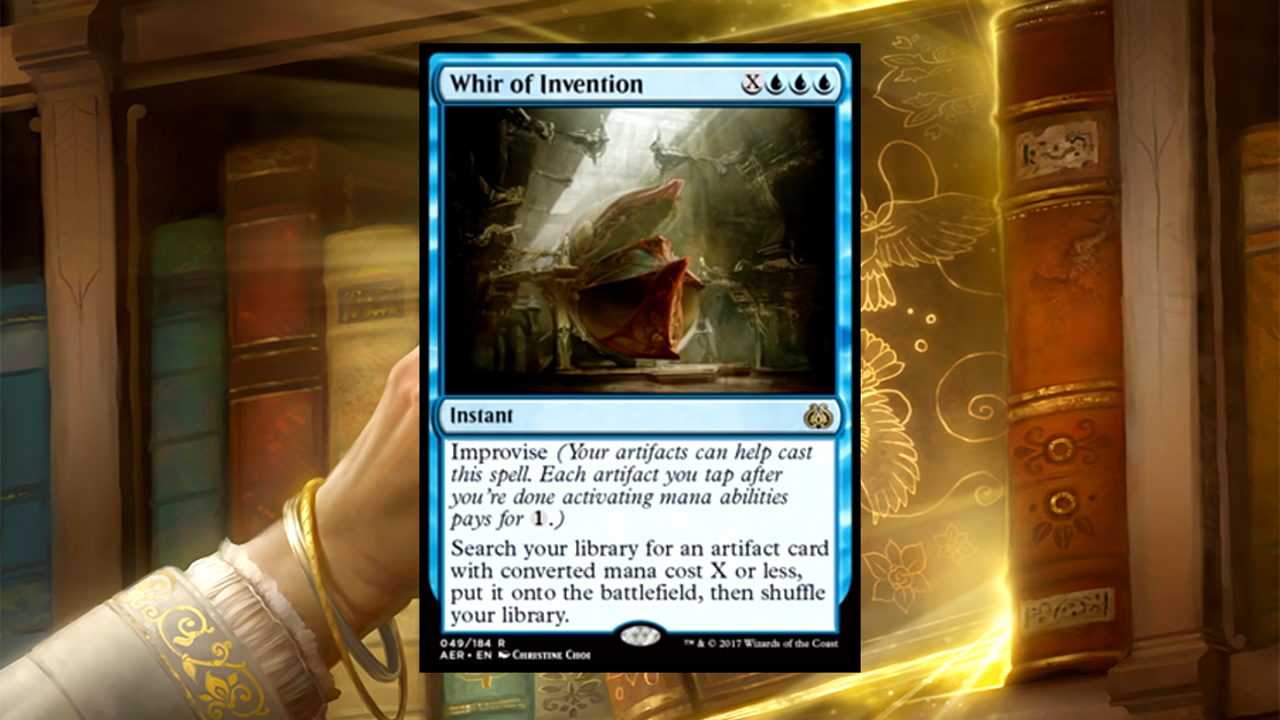 Whir of Invention X
Instant
Improvise (Your artifacts can help cast
this spell. Each artifact you tap after
you're done activating mana abilities
pays for 1.)
Search your library for an artifact card
with converted mana cost X or less,
put it onto the battlefield, then shuffle
your library.
049/184 R ™ & © 2017 Wizards of the Coast
AER • EN Christine Choi